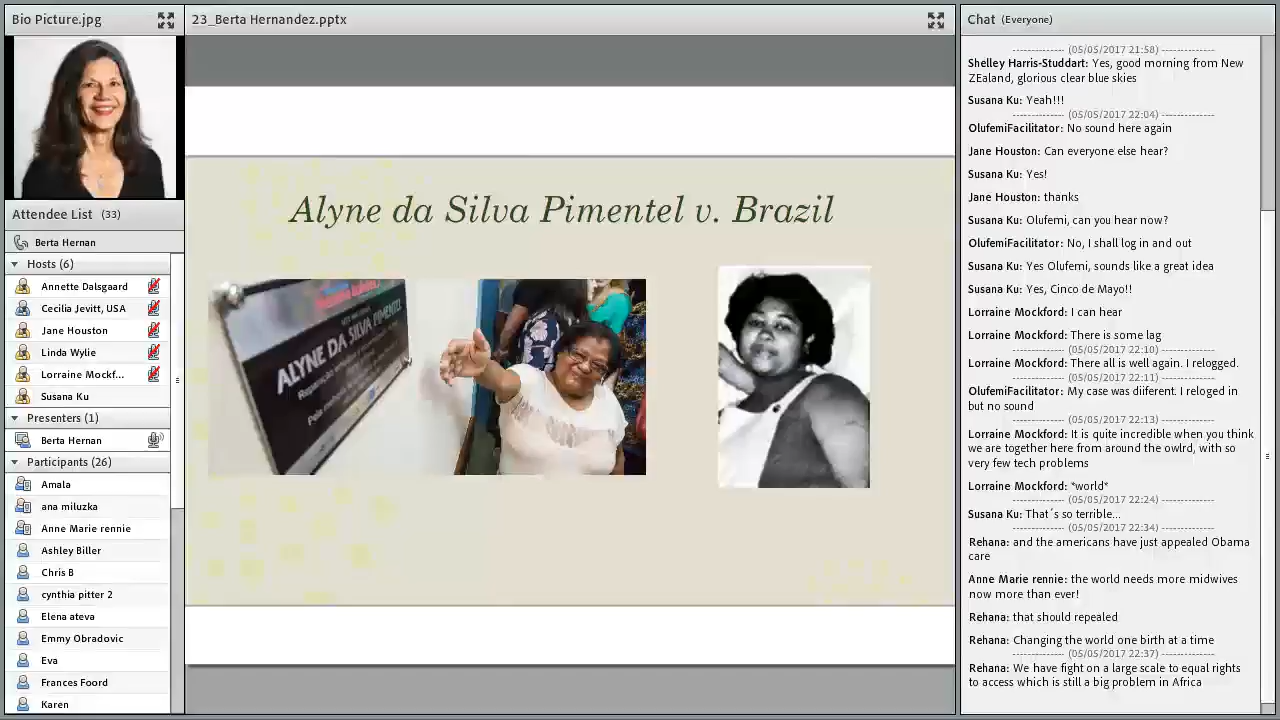 Bio Picture.jpg
23_Berta Hernandez.pptx
Chat (Everyone)
Attendee List (33)
Berta Hernan
Hosts (6)
Annette Dalsgaard
Cecilia Jevitt, USA
Jane Houston
Linda Wylie
Lorraine Mockf...
Susana Ku
Presenters (1)
Berta Hernan
Participants (26)
Amala
ana miluzka
Anne Marie rennie
Ashley Biller
Chris B
cynthia pitter 2
Elena ateva
Emmy Obradovic
Eva
Frances Foord
Karen
Alyne da Silva Pimentel v. Brazil
ALYNE DA SILVA PIMENTEL
-------------- (05/05/2017 21:58) --------------
Shelley Harris-Studdart: Yes, good morning from New
ZEaland, glorious clear blue skies
Susana Ku: Yeah!!!
-------------- (05/05/2017 22:04) --------------
OlufemiFacilitator: No sound here again
Jane Houston: Can everyone else hear?
Susana Ku: Yes!
Jane Houston: thanks
Susana Ku: Olufemi, can you hear now?
OlufemiFacilitator: No, I shall log in and out
Susana Ku: Yes Olufemi, sounds like a great idea
Susana Ku: Yes, Cinco de Mayo!!
Lorraine Mockford: I can hear
Lorraine Mockford: There is some lag
-------------- (05/05/2017 22:10) --------------
Lorraine Mockford: There all is well again. I relogged.
-------------- (05/05/2017 22:11) --------------
OlufemiFacilitator: My case was diiferent. I reloged in
but no sound
-------------- (05/05/2017 22:13) --------------
Lorraine Mockford: It is quite incredible when you think
we are together here from around the owlrd, with so
very few tech problems
Lorraine Mockford: *world*
-------------- (05/05/2017 22:24) --------------
Susana Ku: That´s so terrible...
-------------- (05/05/2017 22:34) --------------
Rehana: and the americans have just appealed Obama
care
Anne Marie rennie: the world needs more midwives
now more than ever!
Rehana: that should repealed
Rehana: Changing the world one birth at a time
-------------- (05/05/2017 22:37) --------------
Rehana: We have fight on a large scale to equal rights
to access which is still a big problem in Africa